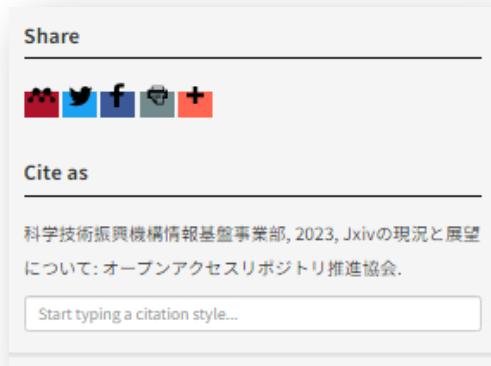 Share
Cite as
科学技術振興機構情報基盤事業部, 2023, Jxivの現況と展望
について: オープンアクセスリポジトリ推進協会.
Start typing a citation style...